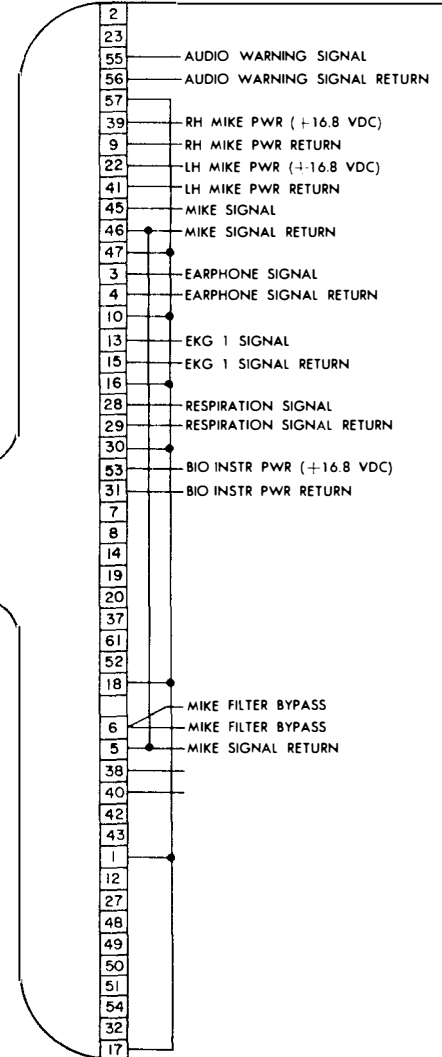 2
23
55 AUDIO WARNING SIGNAL
56 AUDIO WARNING SIGNAL RETURN
57
39 RH MIKE PWR (+16.8 VDC)
9 RH MIKE PWR RETURN
22 LH MIKE PWR (+16.8 VDC)
41 LH MIKE PWR RETURN
45 MIKE SIGNAL
46 MIKE SIGNAL RETURN
47
3 EARPHONE SIGNAL
4 EARPHONE SIGNAL RETURN
10
13 EKG 1 SIGNAL
15 EKG 1 SIGNAL RETURN
16
28 RESPIRATION SIGNAL
29 RESPIRATION SIGNAL RETURN
30
53 BIO INSTR PWR (+16.8 VDC)
31 BIO INSTR PWR RETURN
7
8
14
19
20
37
61
52
18
MIKE FILTER BYPASS
6 MIKE FILTER BYPASS
5 MIKE SIGNAL RETURN
38
40
42
43
1
12
27
48
49
50
51
54
32
17